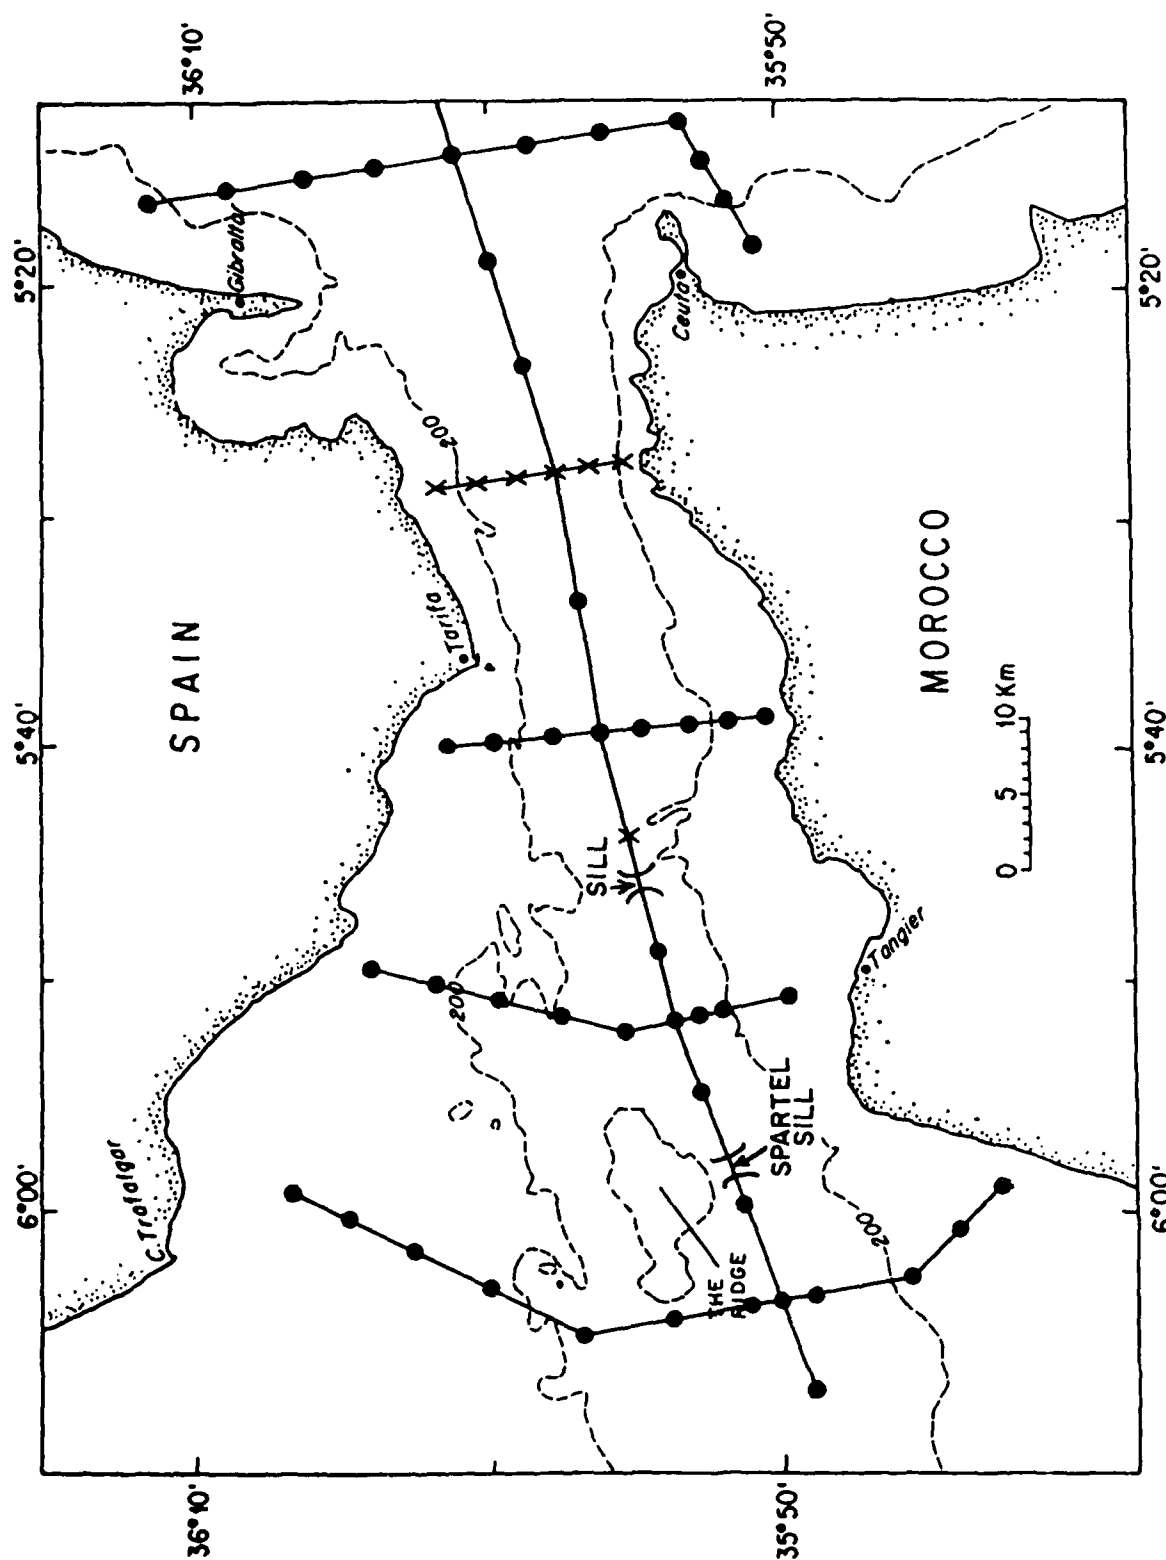 6°00'
5°40'
5°20'
36°10'
36°10'
SPAIN
C. Trafalgar
Tarifa
Gibraltar
200
200
SILL
THE
RIDGE
SPARTEL
SILL
Ceuta
35°50'
35°50'
200
Tangier
MOROCCO
0 5 10 Km
6°00'
5°40'
5°20'